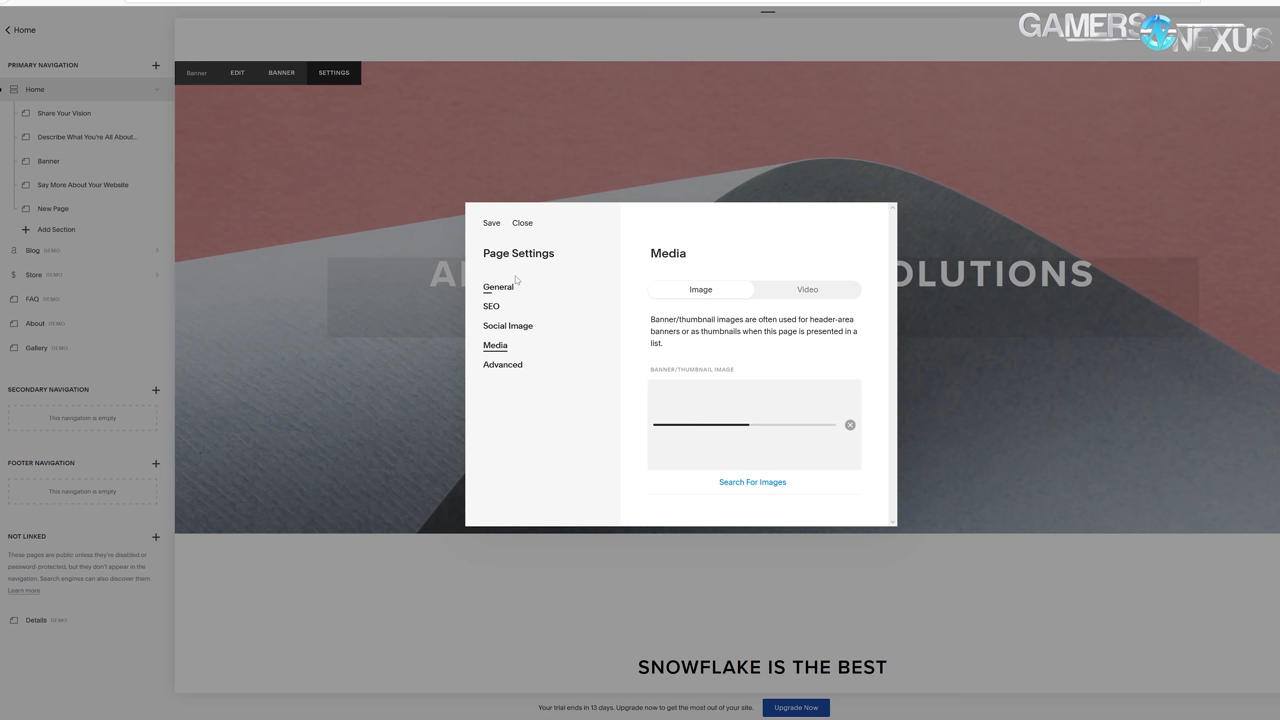 GAMERS NEXUS
Home
PRIMARY NAVIGATION
Home
Share Your Vision
Describe What You're All About...
Banner
Say More About Your Website
New Page
Add Section
Blog DEMO
Store DEMO
FAQ DEMO
About DEMO
Gallery DEMO
SECONDARY NAVIGATION
This navigation is empty
FOOTER NAVIGATION
This navigation is empty
NOT LINKED
These pages are public unless they're disabled or
password-protected, but they don't appear in the
navigation. Search engines can also discover them.
Learn more
Details DEMO
Banner EDIT BANNER SETTINGS
Save Close
Page Settings
General
SEO
Social Image
Media
Advanced
Media
Image Video
Banner/thumbnail images are often used for header-area
banners or as thumbnails when this page is presented in a
list.
BANNER/THUMBNAIL IMAGE
Search For Images
SNOWFLAKE IS THE BEST
Your trial ends in 13 days. Upgrade now to get the most out of your site. Upgrade Now